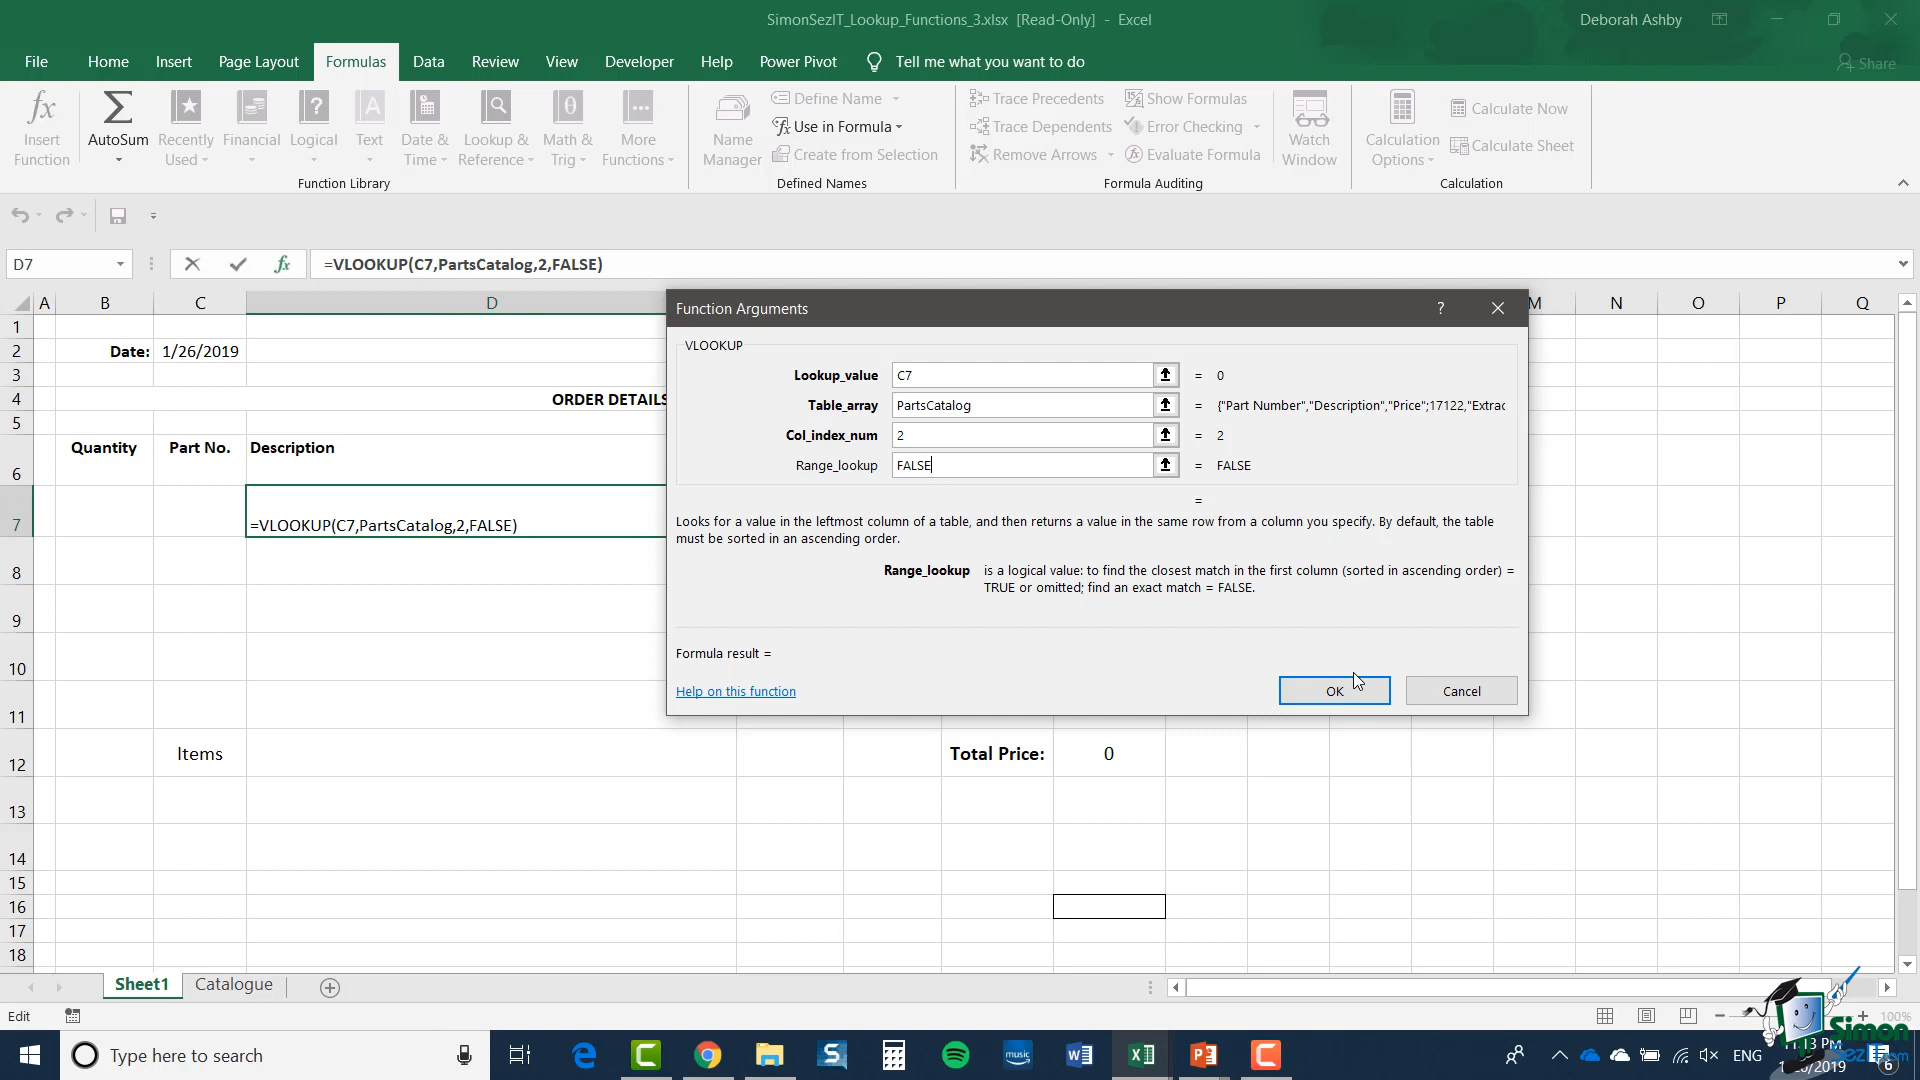 SimonSezIT_Lookup_Functions_3.xlsx [Read-Only] - Excel
Deborah Ashby
File Home Insert Page Layout Formulas Data Review View Developer Help Power Pivot Tell me what you want to do
Share
Insert Function
AutoSum
Recently Used
Financial
Logical
Text
Date & Time
Lookup & Reference
Math & Trig
More Functions
Function Library
Name Manager
Define Name
Use in Formula
Create from Selection
Defined Names
Trace Precedents
Trace Dependents
Remove Arrows
Show Formulas
Error Checking
Evaluate Formula
Formula Auditing
Watch Window
Calculation Options
Calculate Now
Calculate Sheet
Calculation
D7
fx
=VLOOKUP(C7,PartsCatalog,2,FALSE)
A B C D M N O P Q
1
2 Date: 1/26/2019
3
4 ORDER DETAILS
5
6 Quantity Part No. Description
7 =VLOOKUP(C7,PartsCatalog,2,FALSE)
8
9
10
11
12 Items Total Price: 0
13
14
15
16
17
18
Function Arguments
?
VLOOKUP
Lookup_value C7 = 0
Table_array PartsCatalog = {"Part Number","Description","Price";17122,"Extrac
Col_index_num 2 = 2
Range_lookup FALSE = FALSE
=
Looks for a value in the leftmost column of a table, and then returns a value in the same row from a column you specify. By default, the table
must be sorted in an ascending order.
Range_lookup is a logical value: to find the closest match in the first column (sorted in ascending order) =
TRUE or omitted; find an exact match = FALSE.
Formula result =
Help on this function
OK
Cancel
Sheet1 Catalogue
Edit
100%
Type here to search
music
ENG
Simon
SezIT.com
6